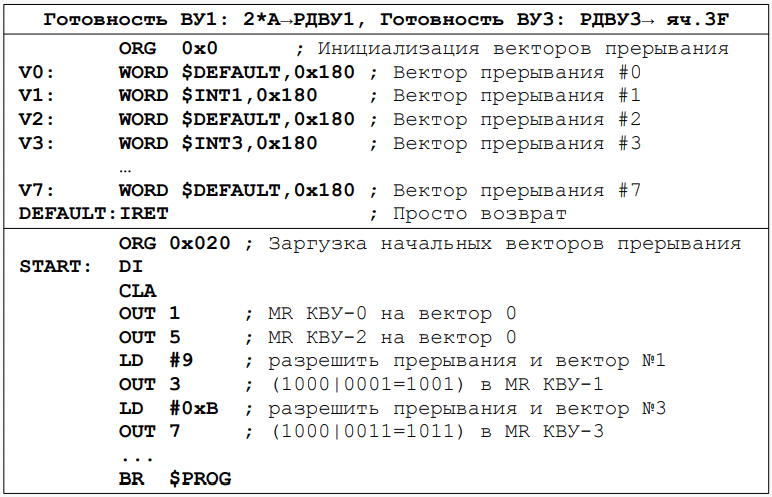 Готовность ВУ1: 2*A→РДВУ1, Готовность ВУ3: РДВУ3→ яч.3F
ORG 0x0 ; Инициализация векторов прерывания
V0: WORD $DEFAULT,0x180 ; Вектор прерывания #0
V1: WORD $INT1,0x180 ; Вектор прерывания #1
V2: WORD $DEFAULT,0x180 ; Вектор прерывания #2
V3: WORD $INT3,0x180 ; Вектор прерывания #3
…
V7: WORD $DEFAULT,0x180 ; Вектор прерывания #7
DEFAULT:IRET ; Просто возврат
ORG 0x020 ; Заргузка начальных векторов прерывания
START: DI
CLA
OUT 1 ; MR КВУ-0 на вектор 0
OUT 5 ; MR КВУ-2 на вектор 0
LD #9 ; разрешить прерывания и вектор №1
OUT 3 ; (1000|0001=1001) в MR КВУ-1
LD #0xB ; разрешить прерывания и вектор №3
OUT 7 ; (1000|0011=1011) в MR КВУ-3
...
BR $PROG